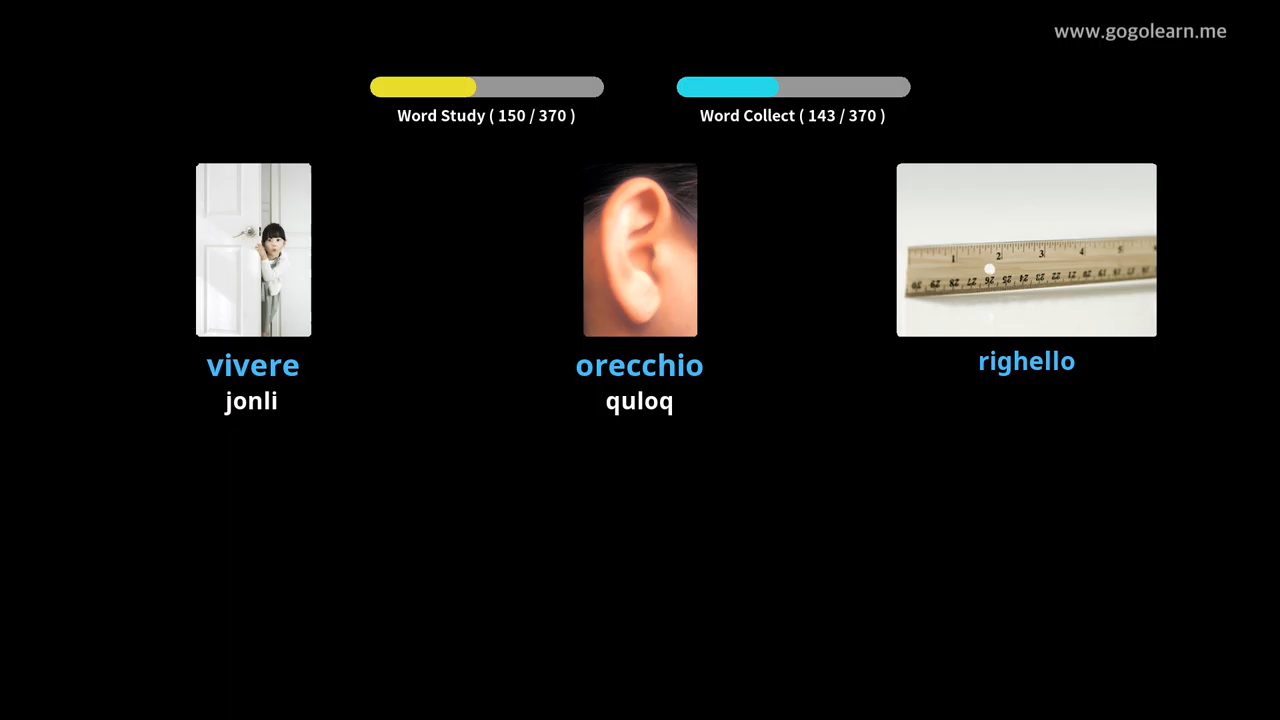 www.gogolearn.me
Word Study ( 150 / 370 )
Word Collect ( 143 / 370 )
vivere
jonli
orecchio
quloq
righello